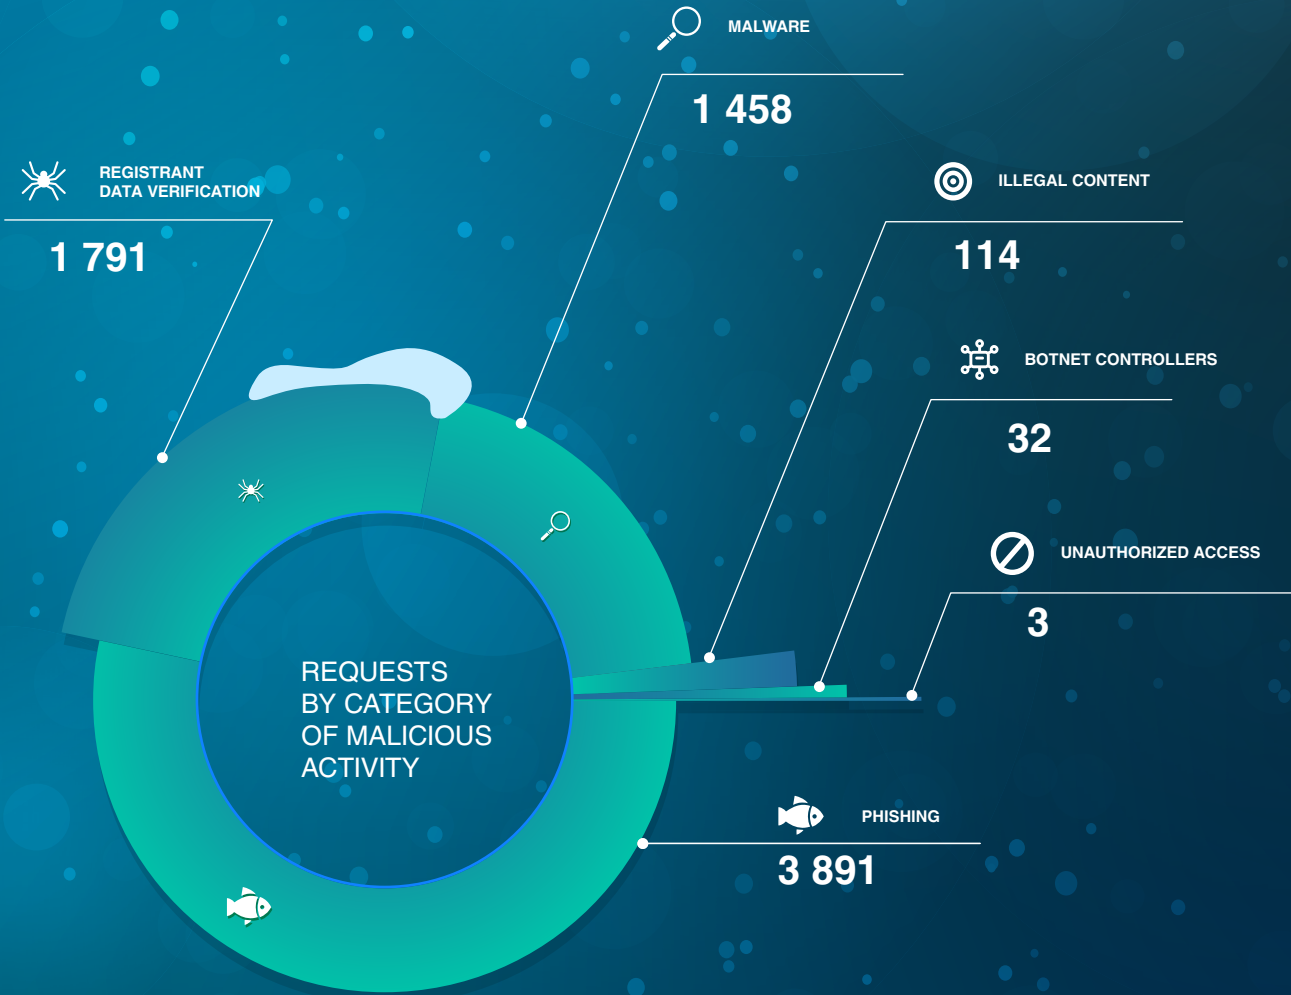 MALWARE
1 458
REGISTRANT
DATA VERIFICATION
1 791
ILLEGAL CONTENT
114
BOTNET CONTROLLERS
32
UNAUTHORIZED ACCESS
3
REQUESTS
BY CATEGORY
OF MALICIOUS
ACTIVITY
PHISHING
3 891